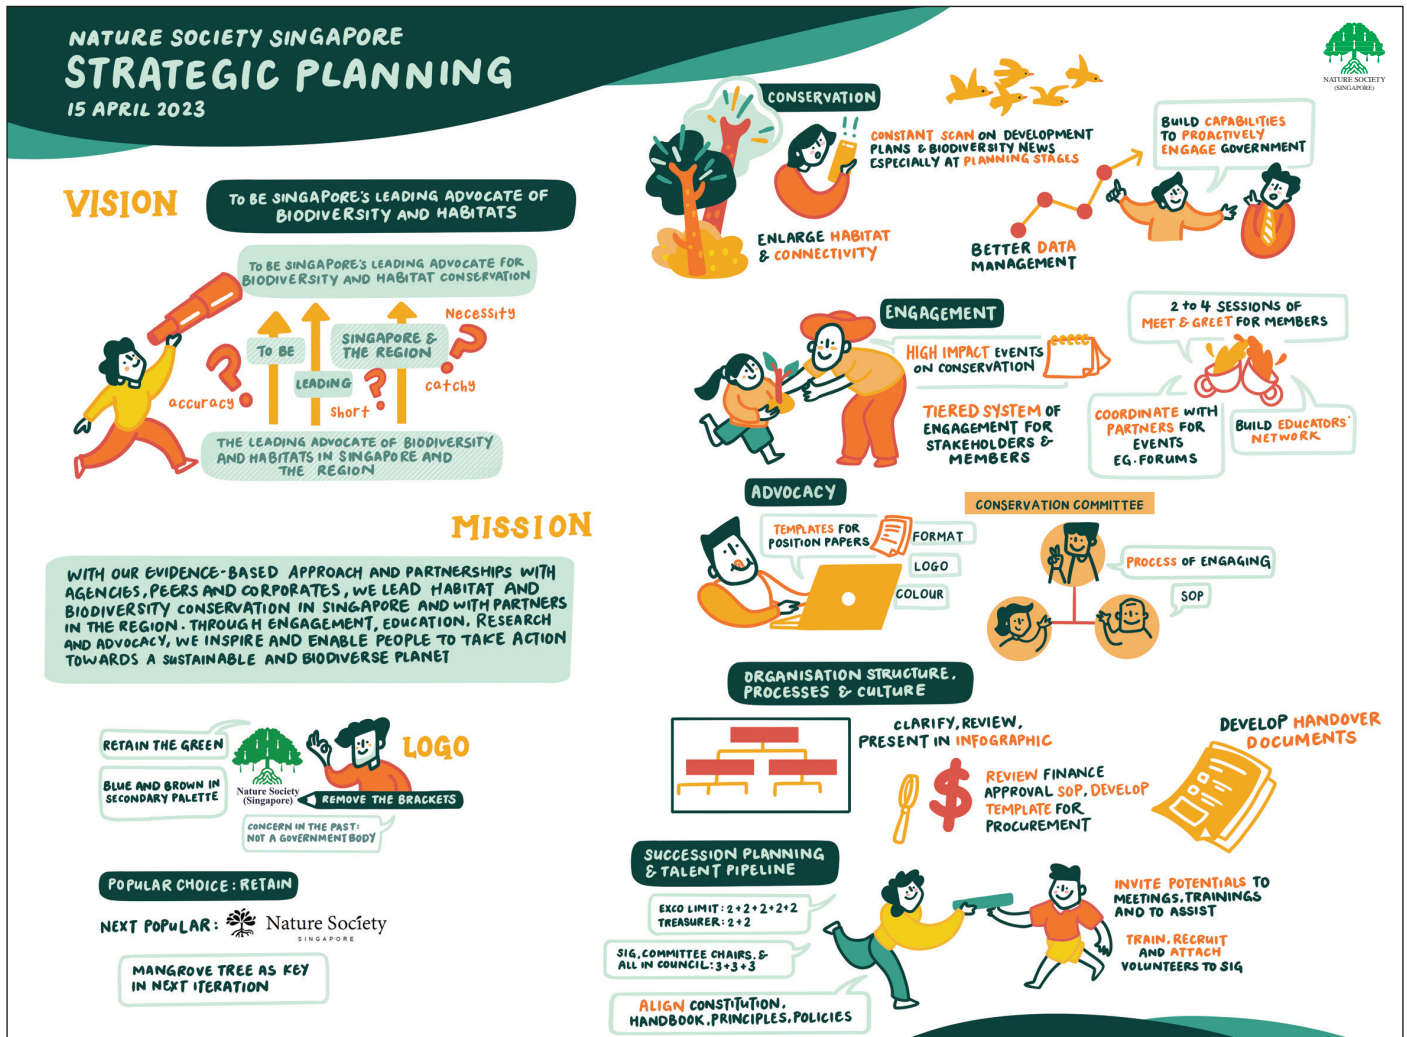 NATURE SOCIETY SINGAPORE
STRATEGIC PLANNING
15 APRIL 2023
NATURE SOCIETY
(SINGAPORE)
VISION
TO BE SINGAPORE'S LEADING ADVOCATE OF
BIODIVERSITY AND HABITATS
TO BE SINGAPORE'S LEADING ADVOCATE FOR
BIODIVERSITY AND HABITAT CONSERVATION
TO BE
LEADING
SINGAPORE &
THE REGION
Necessity
?
accuracy
?
short
?
catchy
THE LEADING ADVOCATE OF BIODIVERSITY
AND HABITATS IN SINGAPORE AND
THE REGION
MISSION
WITH OUR EVIDENCE-BASED APPROACH AND PARTNERSHIPS WITH
AGENCIES, PEERS AND CORPORATES, WE LEAD HABITAT AND
BIODIVERSITY CONSERVATION IN SINGAPORE AND WITH PARTNERS
IN THE REGION. THROUGH ENGAGEMENT, EDUCATION, RESEARCH
AND ADVOCACY, WE INSPIRE AND ENABLE PEOPLE TO TAKE ACTION
TOWARDS A SUSTAINABLE AND BIODIVERSE PLANET
LOGO
RETAIN THE GREEN
BLUE AND BROWN IN
SECONDARY PALETTE
Nature Society
(Singapore)
REMOVE THE BRACKETS
CONCERN IN THE PAST:
NOT A GOVERNMENT BODY
POPULAR CHOICE: RETAIN
NEXT POPULAR:
Nature Society
SINGAPORE
MANGROVE TREE AS KEY
IN NEXT ITERATION
CONSERVATION
CONSTANT SCAN ON DEVELOPMENT
PLANS & BIODIVERSITY NEWS
ESPECIALLY AT PLANNING STAGES
ENLARGE HABITAT
& CONNECTIVITY
BETTER DATA
MANAGEMENT
BUILD CAPABILITIES
TO PROACTIVELY
ENGAGE GOVERNMENT
ENGAGEMENT
HIGH IMPACT EVENTS
ON CONSERVATION
TIERED SYSTEM OF
ENGAGEMENT FOR
STAKEHOLDERS &
MEMBERS
2 to 4 SESSIONS OF
MEET & GREET FOR MEMBERS
COORDINATE WITH
PARTNERS FOR
EVENTS
EG. FORUMS
BUILD EDUCATORS'
NETWORK
ADVOCACY
TEMPLATES FOR
POSITION PAPERS
FORMAT
LOGO
COLOUR
CONSERVATION COMMITTEE
PROCESS OF ENGAGING
SOP
ORGANISATION STRUCTURE,
PROCESSES & CULTURE
CLARIFY, REVIEW,
PRESENT IN INFOGRAPHIC
$
REVIEW FINANCE
APPROVAL SOP, DEVELOP
TEMPLATE FOR
PROCUREMENT
DEVELOP HANDOVER
DOCUMENTS
SUCCESSION PLANNING
& TALENT PIPELINE
EXCO LIMIT: 2+2+2+2+2
TREASURER: 2+2
SIG, COMMITTEE CHAIRS, &
ALL IN COUNCIL: 3+3+3
ALIGN CONSTITUTION,
HANDBOOK, PRINCIPLES, POLICIES
INVITE POTENTIALS TO
MEETINGS, TRAININGS
AND TO ASSIST
TRAIN, RECRUIT
AND ATTACH
VOLUNTEERS TO SIG